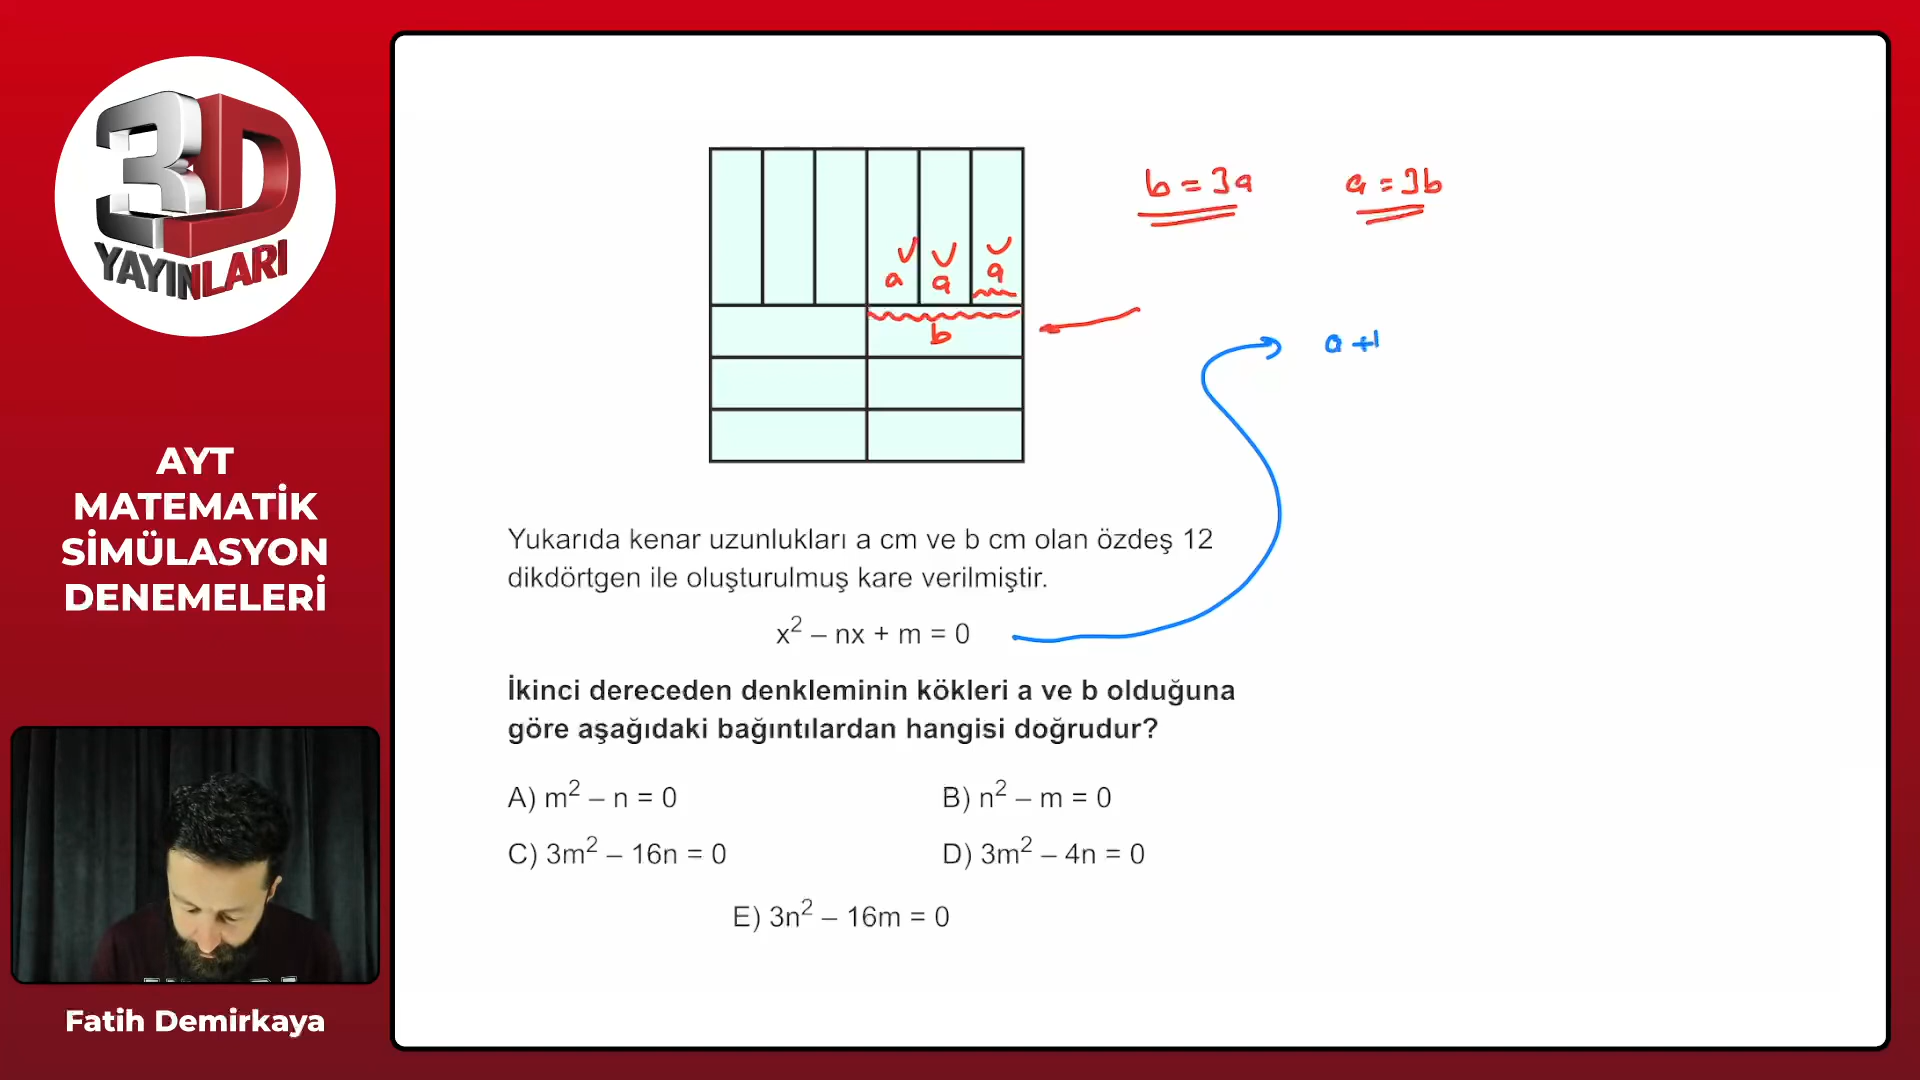 3D
YAYINLARI
AYT
MATEMATİK
SİMÜLASYON
DENEMELERİ
Fatih Demirkaya
a a a
b
b = 3a a = 3b
a +
Yukarıda kenar uzunlukları a cm ve b cm olan özdeş 12
dikdörtgen ile oluşturulmuş kare verilmiştir.
x² – nx + m = 0
İkinci dereceden denkleminin kökleri a ve b olduğuna
göre aşağıdaki bağıntılardan hangisi doğrudur?
A) m² – n = 0 B) n² – m = 0
C) 3m² – 16n = 0 D) 3m² – 4n = 0
E) 3n² – 16m = 0